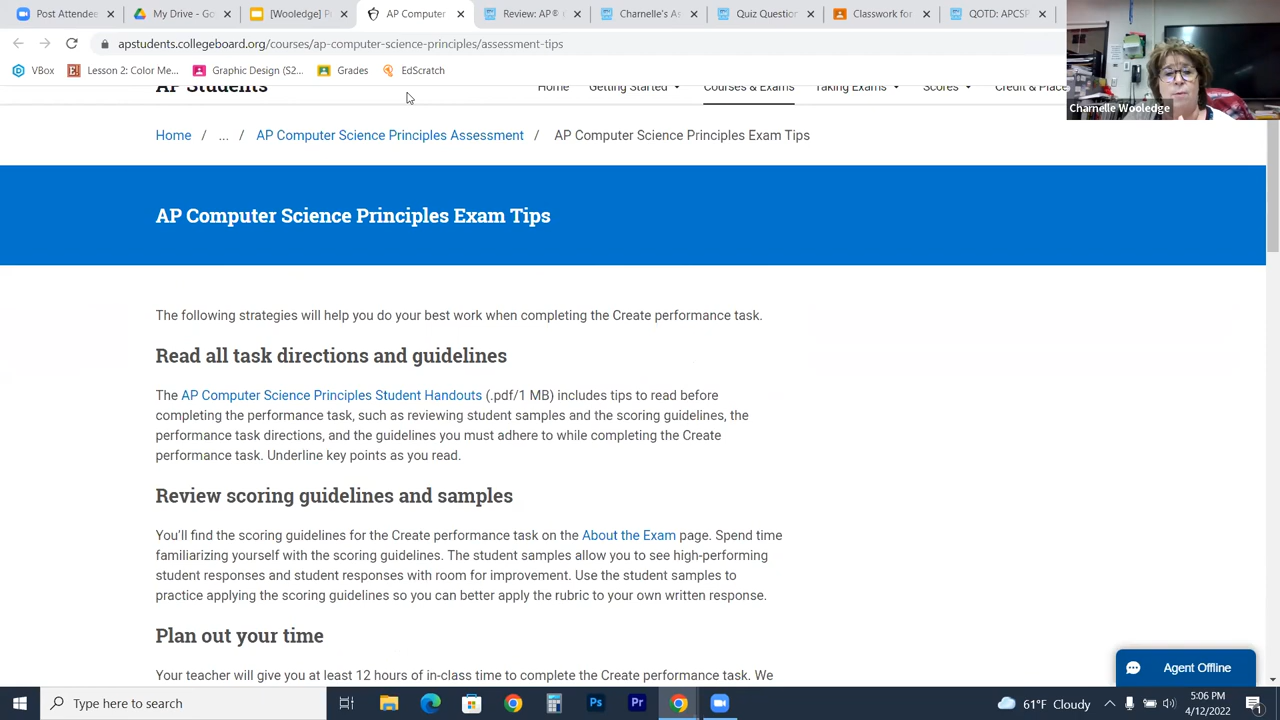 Post Attendee
My Drive - Go
[Wooledge] P
AP Computer
Review: AP®
Charnelle's As
Quiz Question
Classwork for
QOTD: APCSP
apstudents.collegeboard.org/courses/ap-computer-science-principles/assessment-tips
VBox
Lesson 2: Color Me...
Graphic Design (S2...
Grades
EdScratch
Charnelle Wooledge
AP Students
Home
Getting Started
Courses & Exams
Taking Exams
Scores
Credit & Place
Home / ... / AP Computer Science Principles Assessment / AP Computer Science Principles Exam Tips
AP Computer Science Principles Exam Tips
The following strategies will help you do your best work when completing the Create performance task.
Read all task directions and guidelines
The AP Computer Science Principles Student Handouts (.pdf/1 MB) includes tips to read before
completing the performance task, such as reviewing student samples and the scoring guidelines, the
performance task directions, and the guidelines you must adhere to while completing the Create
performance task. Underline key points as you read.
Review scoring guidelines and samples
You'll find the scoring guidelines for the Create performance task on the About the Exam page. Spend time
familiarizing yourself with the scoring guidelines. The student samples allow you to see high-performing
student responses and student responses with room for improvement. Use the student samples to
practice applying the scoring guidelines so you can better apply the rubric to your own written response.
Plan out your time
Your teacher will give you at least 12 hours of in-class time to complete the Create performance task. We
Agent Offline
Type here to search
Ps
Pr
61°F Cloudy
5:06 PM
4/12/2022
1